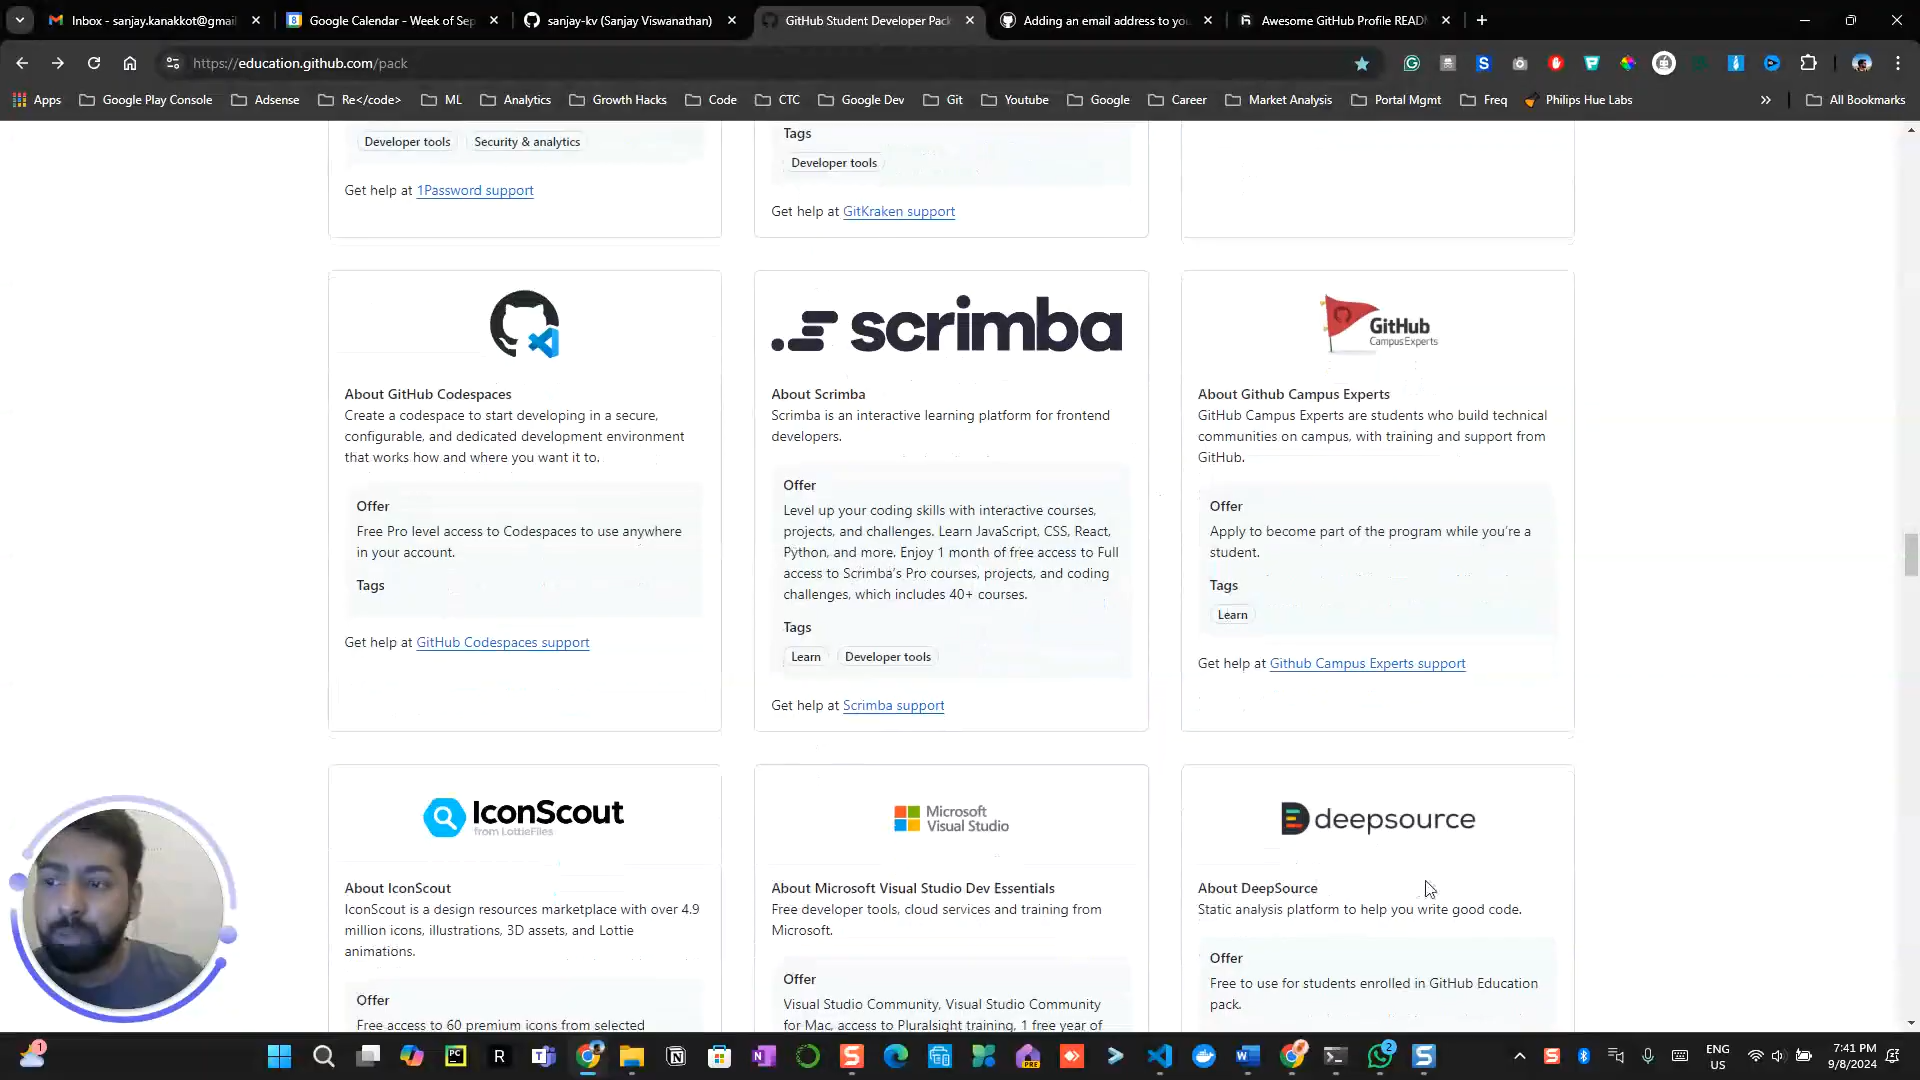 Inbox - sanjay.kanakkot@gmail
Google Calendar - Week of Sep
sanjay-kv (Sanjay Viswanathan)
GitHub Student Developer Pack
Adding an email address to you
Awesome GitHub Profile READ
https://education.github.com/pack
Apps
Google Play Console
Adsense
Re</code>
ML
Analytics
Growth Hacks
Code
CTC
Google Dev
Git
Youtube
Google
Career
Market Analysis
Portal Mgmt
Freq
Philips Hue Labs
All Bookmarks
Developer tools
Security & analytics
Get help at 1Password support
Tags
Developer tools
Get help at GitKraken support
About GitHub Codespaces
Create a codespace to start developing in a secure,
configurable, and dedicated development environment
that works how and where you want it to.
Offer
Free Pro level access to Codespaces to use anywhere
in your account.
Tags
Get help at GitHub Codespaces support
scrimba
About Scrimba
Scrimba is an interactive learning platform for frontend
developers.
Offer
Level up your coding skills with interactive courses,
projects, and challenges. Learn JavaScript, CSS, React,
Python, and more. Enjoy 1 month of free access to Full
access to Scrimba's Pro courses, projects, and coding
challenges, which includes 40+ courses.
Tags
Learn
Developer tools
Get help at Scrimba support
GitHub
Campus Experts
About Github Campus Experts
GitHub Campus Experts are students who build technical
communities on campus, with training and support from
GitHub.
Offer
Apply to become part of the program while you're a
student.
Tags
Learn
Get help at Github Campus Experts support
IconScout
from LottieFiles
About IconScout
IconScout is a design resources marketplace with over 4.9
million icons, illustrations, 3D assets, and Lottie
animations.
Offer
Free access to 60 premium icons from selected
Microsoft
Visual Studio
About Microsoft Visual Studio Dev Essentials
Free developer tools, cloud services and training from
Microsoft.
Offer
Visual Studio Community, Visual Studio Community
for Mac, access to Pluralsight training, 1 free year of
deepsource
About DeepSource
Static analysis platform to help you write good code.
Offer
Free to use for students enrolled in GitHub Education
pack.
1
PC
R
PRE
2
ENG
US
7:41 PM
9/8/2024